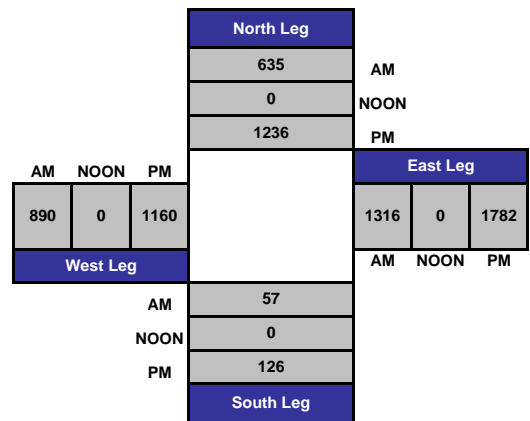 North Leg
635 AM
0 NOON
1236 PM
AM NOON PM
East Leg
890 0 1160
1316 0 1782
West Leg
AM NOON PM
AM 57
NOON 0
PM 126
South Leg